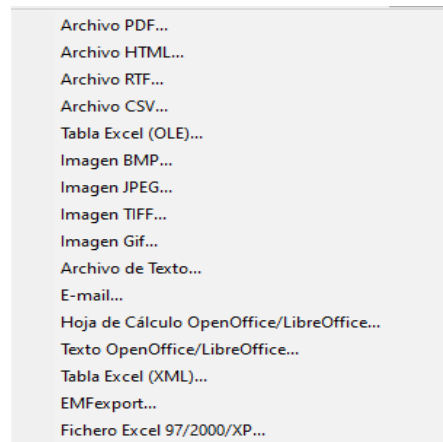 Archivo PDF...
Archivo HTML...
Archivo RTF...
Archivo CSV...
Tabla Excel (OLE)...
Imagen BMP...
Imagen JPEG...
Imagen TIFF...
Imagen Gif...
Archivo de Texto...
E-mail...
Hoja de Cálculo OpenOffice/LibreOffice...
Texto OpenOffice/LibreOffice...
Tabla Excel (XML)...
EMFexport...
Fichero Excel 97/2000/XP...